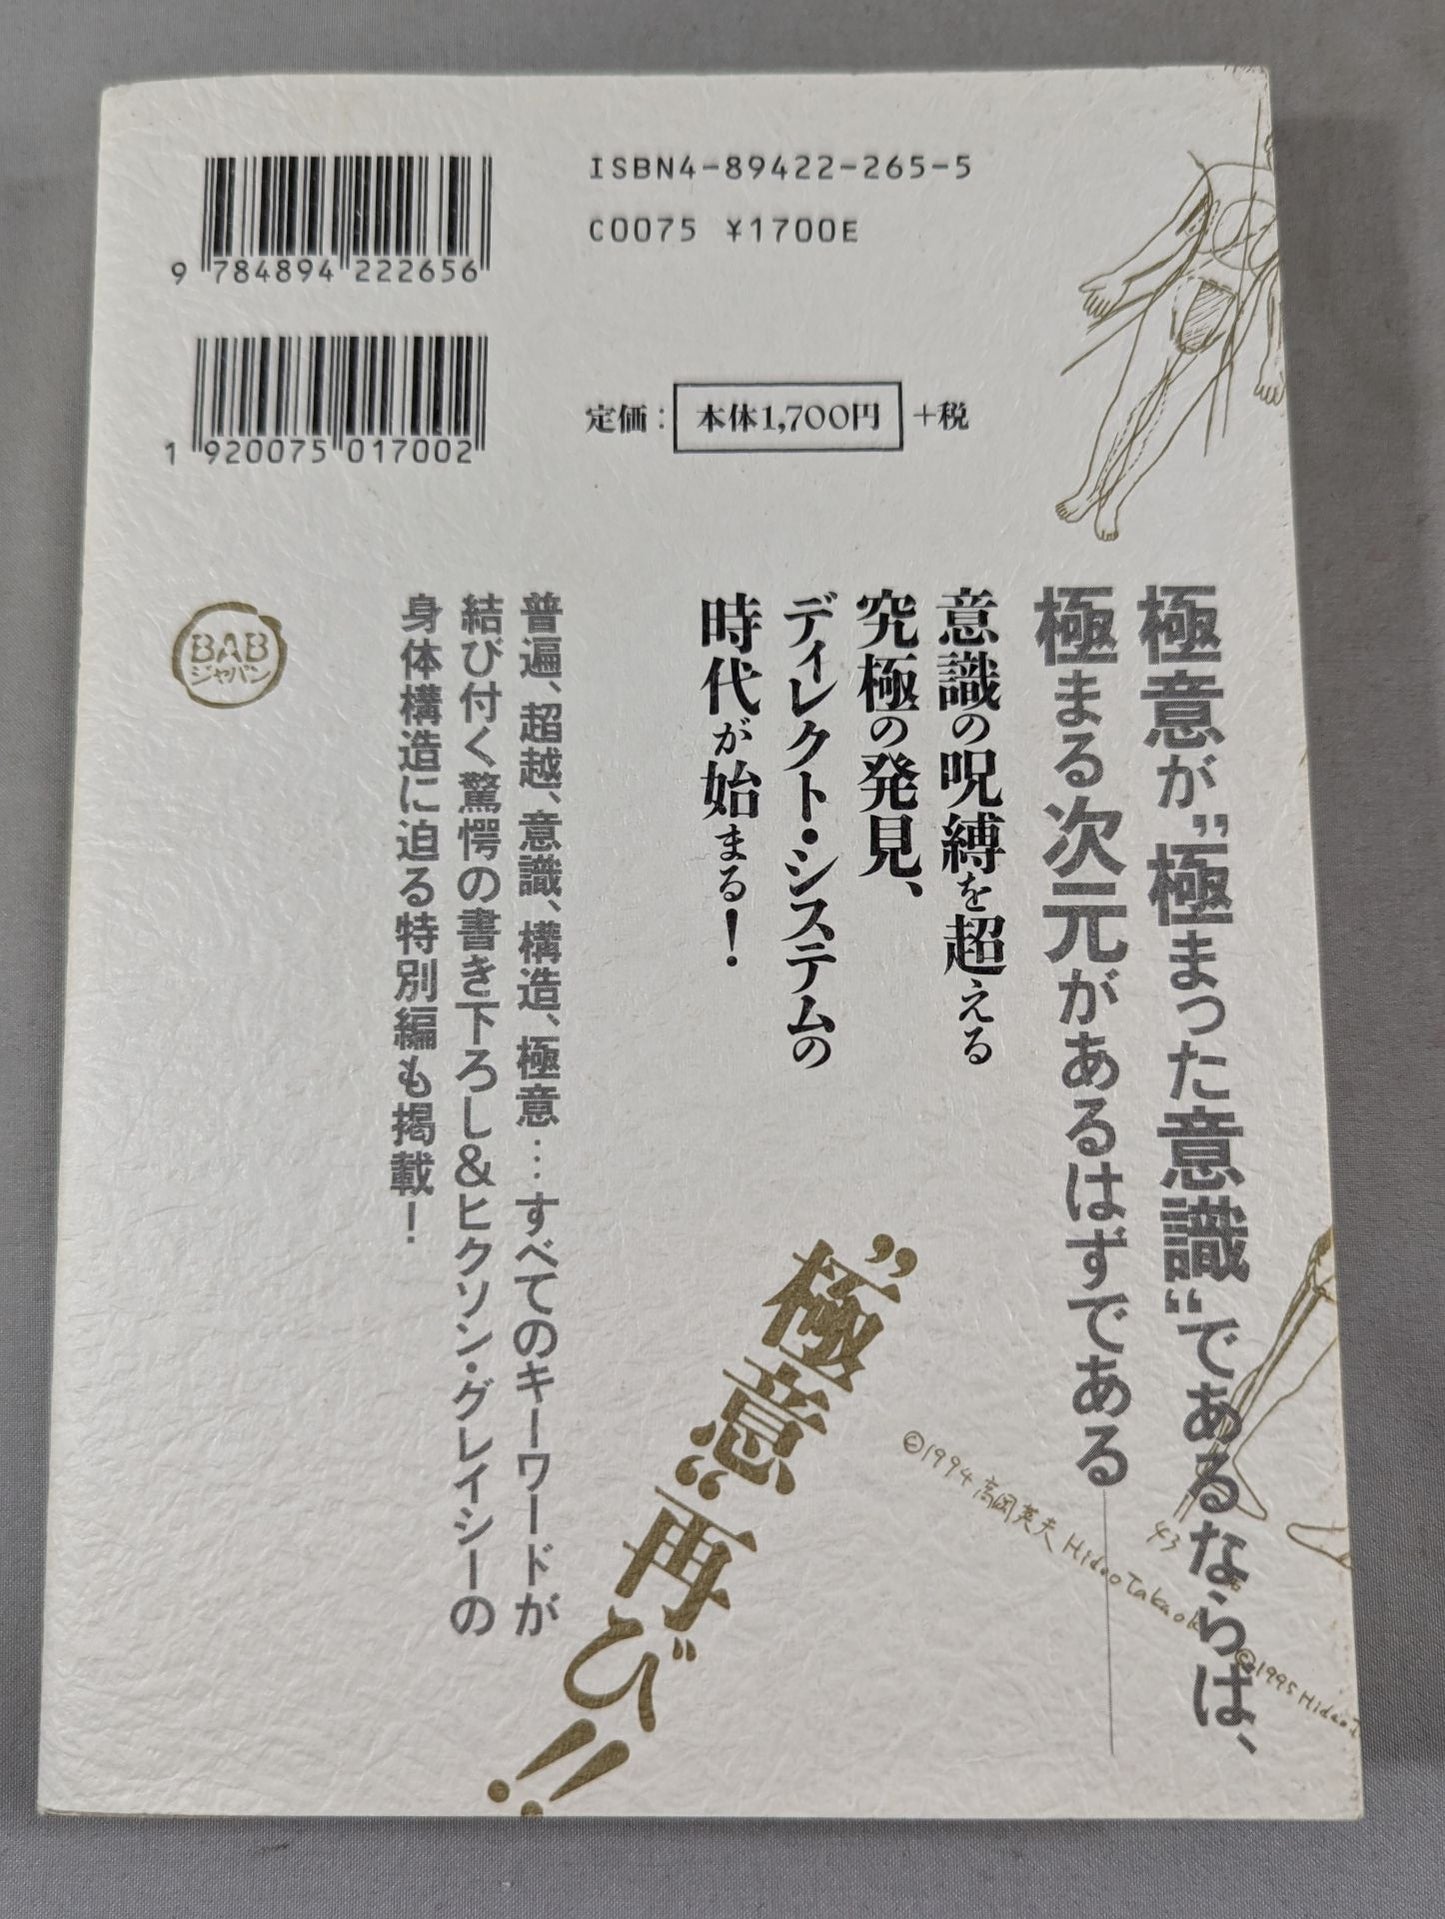 ISBN4-89422-265-5
C0075 ¥1700E
9 784894 222656
1 920075 017002
定価：本体1,700円+税
極意が〝極まった意識〟であるならば、
極まる次元があるはずである――
意識の呪縛を超える
究極の発見、
ディレクト・システムの
時代が始まる！
〝極意〟再び!!
普遍、超越、意識、構造、極意…すべてのキーワードが
結び付く驚愕の書き下ろし&ヒクソン・グレイシーの
身体構造に迫る特別編も掲載！
BAB
ジャパン
©1994 高岡英夫 Hideo Takaok
43
©1995 Hideo T